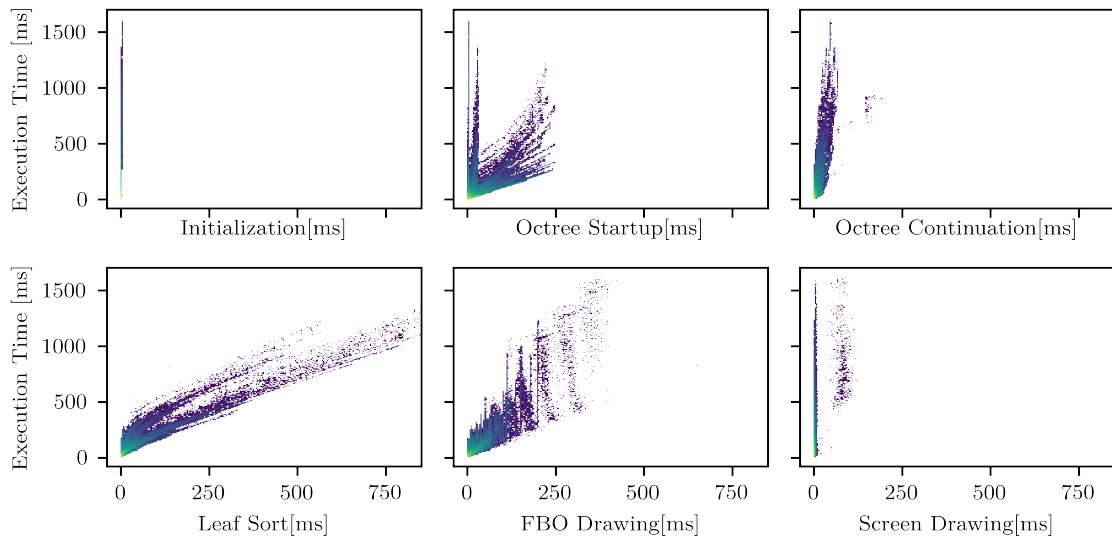 Execution Time [ms]
1500
1000
500
0
Initialization[ms]
Octree Startup[ms]
Octree Continuation[ms]
Execution Time [ms]
1500
1000
500
0
0 250 500 750
0 250 500 750
0 250 500 750
Leaf Sort[ms]
FBO Drawing[ms]
Screen Drawing[ms]